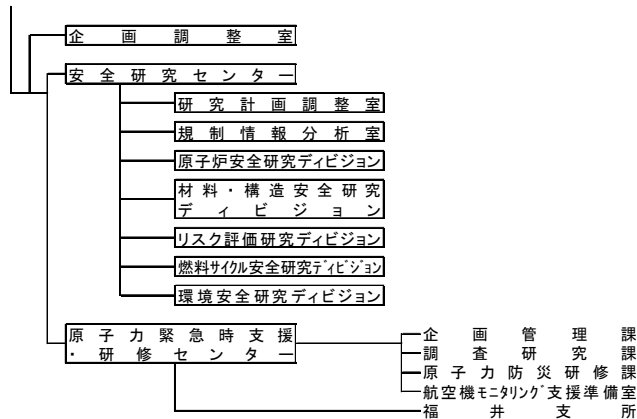 企画調整室
安全研究センター
研究計画調整室
規制情報分析室
原子炉安全研究ディビジョン
材料・構造安全研究
ディビジョン
リスク評価研究ディビジョン
燃料サイクル安全研究ディビジョン
環境安全研究ディビジョン
原子力緊急時支援
・研修センター
企画管理課
調査研究課
原子力防災研修課
航空機モニタリング支援準備室
福井支所